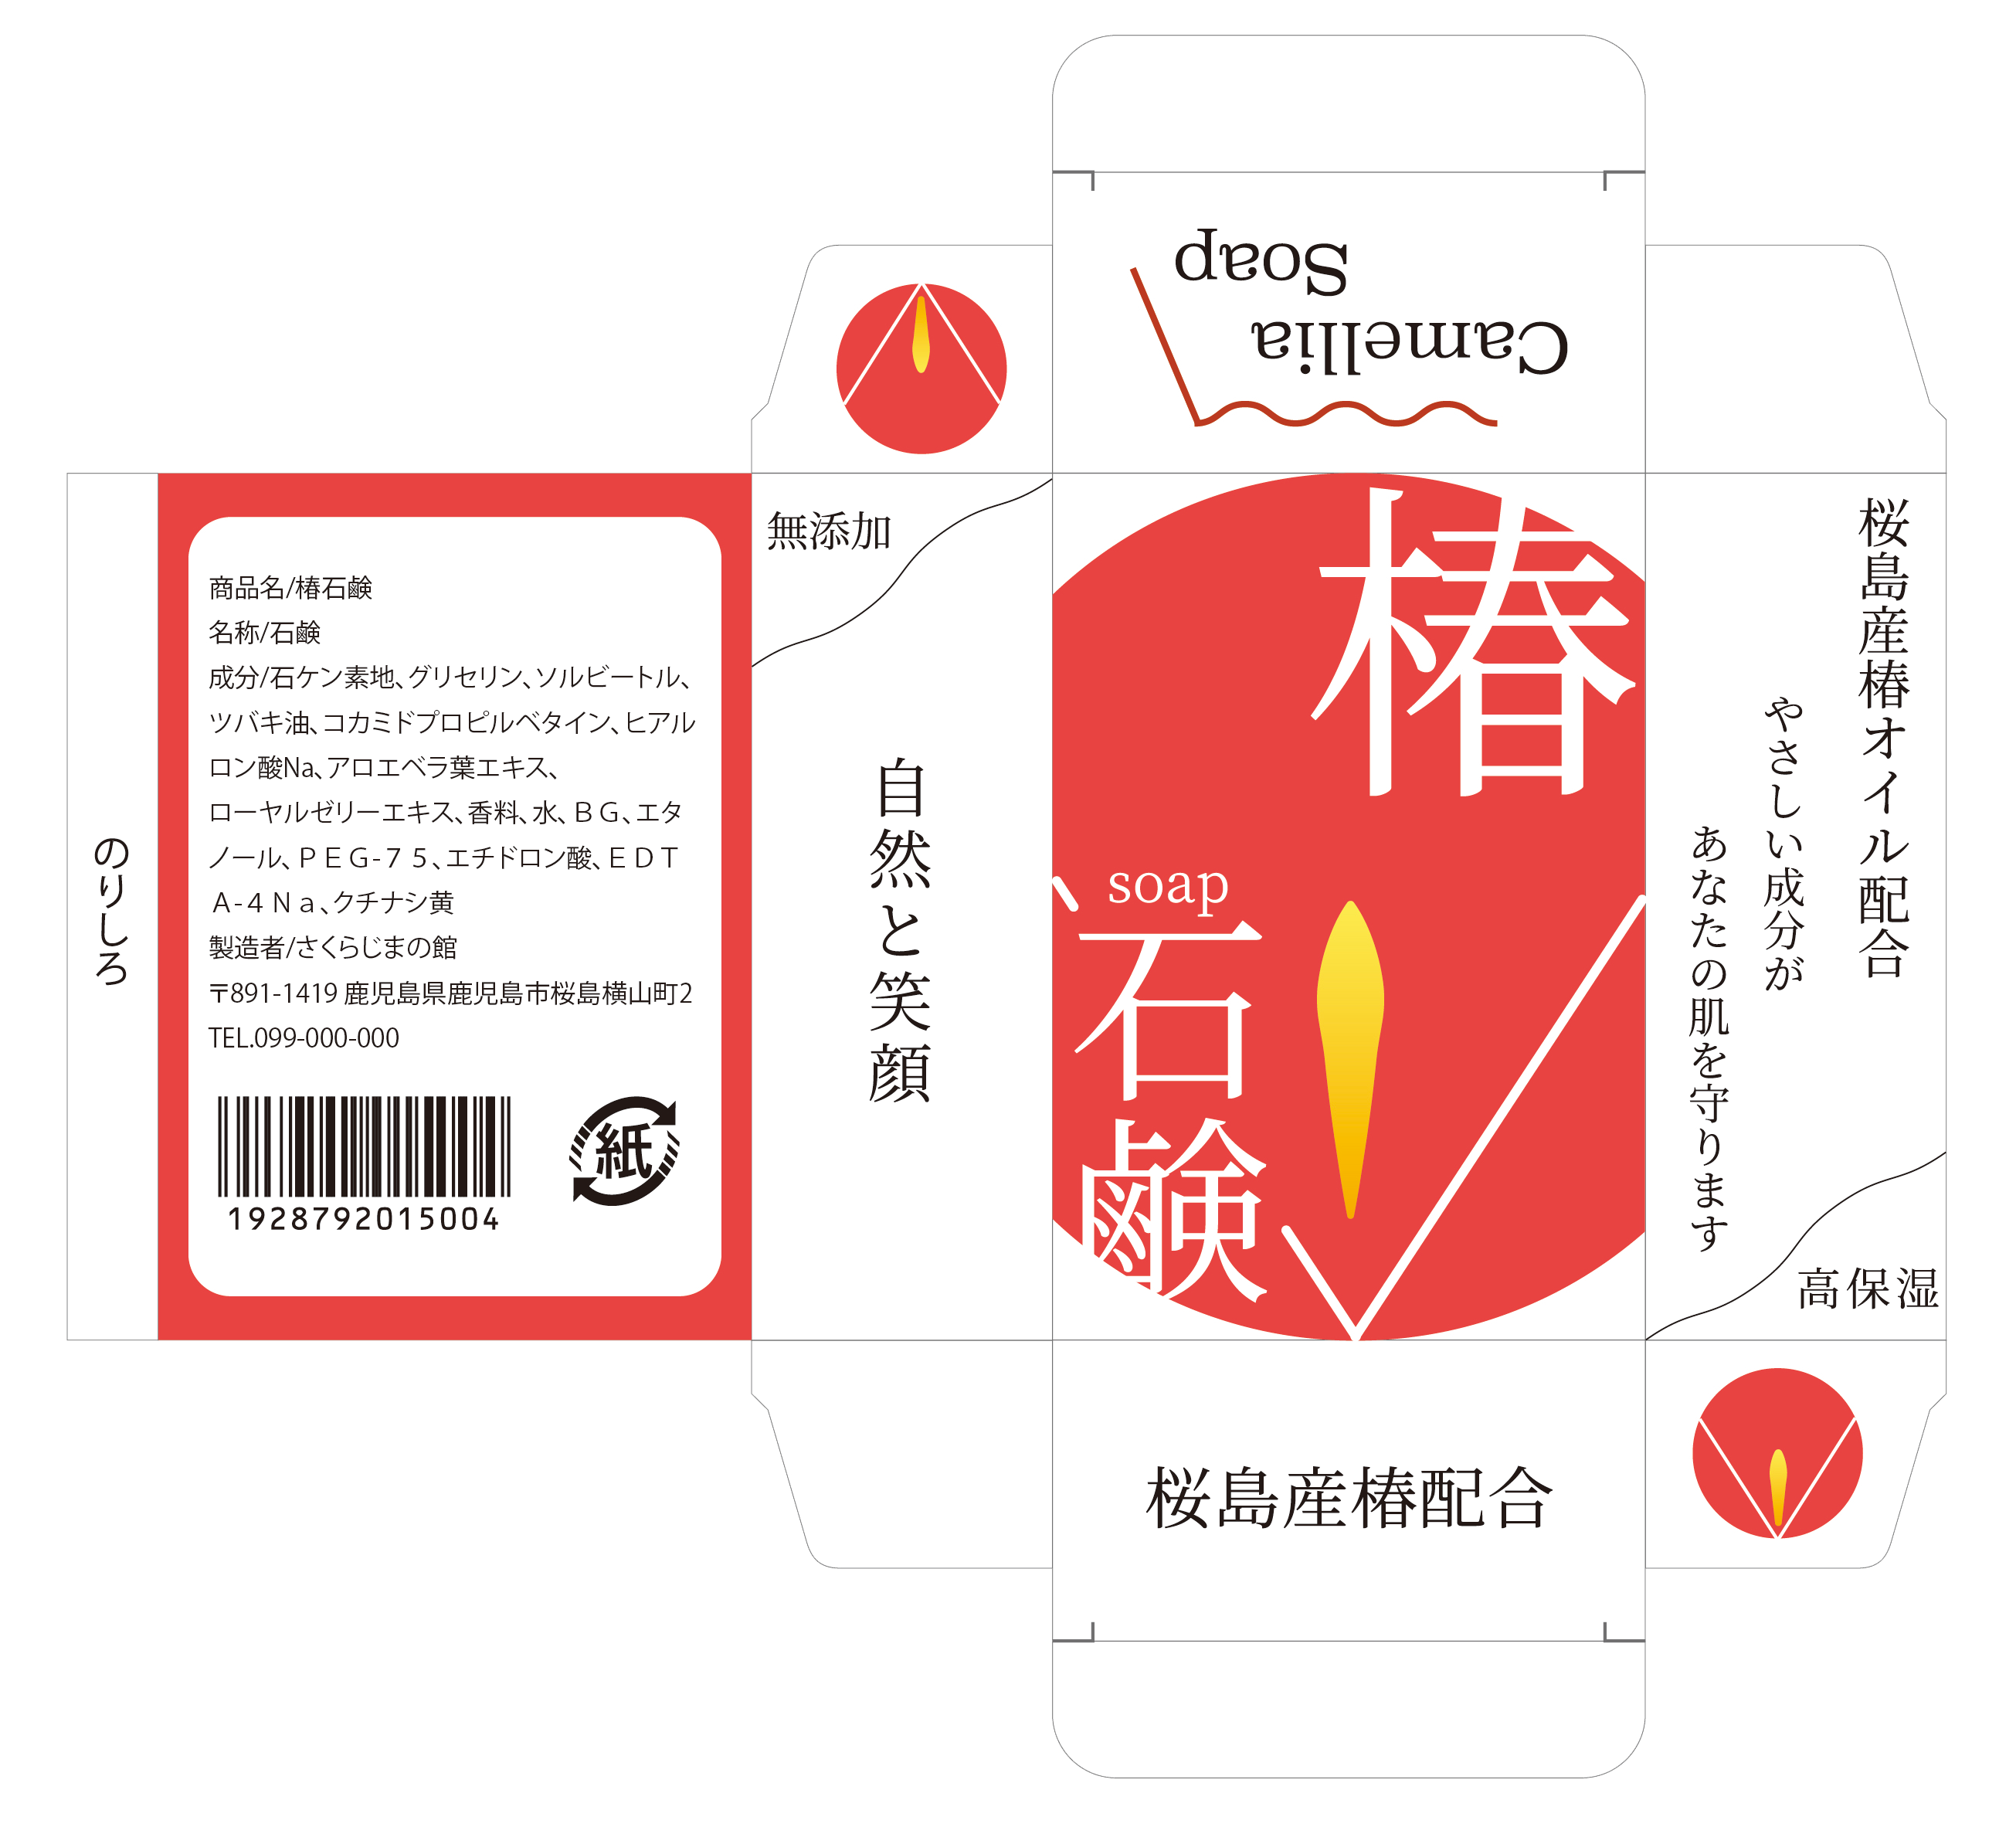 Camellia
Soap
無添加
自然と笑顔
椿
soap
石
鹸
桜島産椿オイル配合
やさしい成分が
あなたの肌を守ります
高保湿
桜島産椿配合
のりしろ
商品名/椿石鹸
名称/石鹸
成分/石ケン素地、グリセリン、ソルビートル、
ツバキ油、コカミドプロピルベタイン、ヒアル
ロン酸Na、アロエベラ葉エキス、
ローヤルゼリーエキス、香料、水、ＢＧ、エタ
ノール、ＰＥＧ-７５、エチドロン酸、ＥＤＴ
Ａ-４Ｎａ、クチナシ黄
製造者/さくらじまの館
〒891-1419 鹿児島県鹿児島市桜島横山町2
TEL.099-000-000
1928792015004
紙